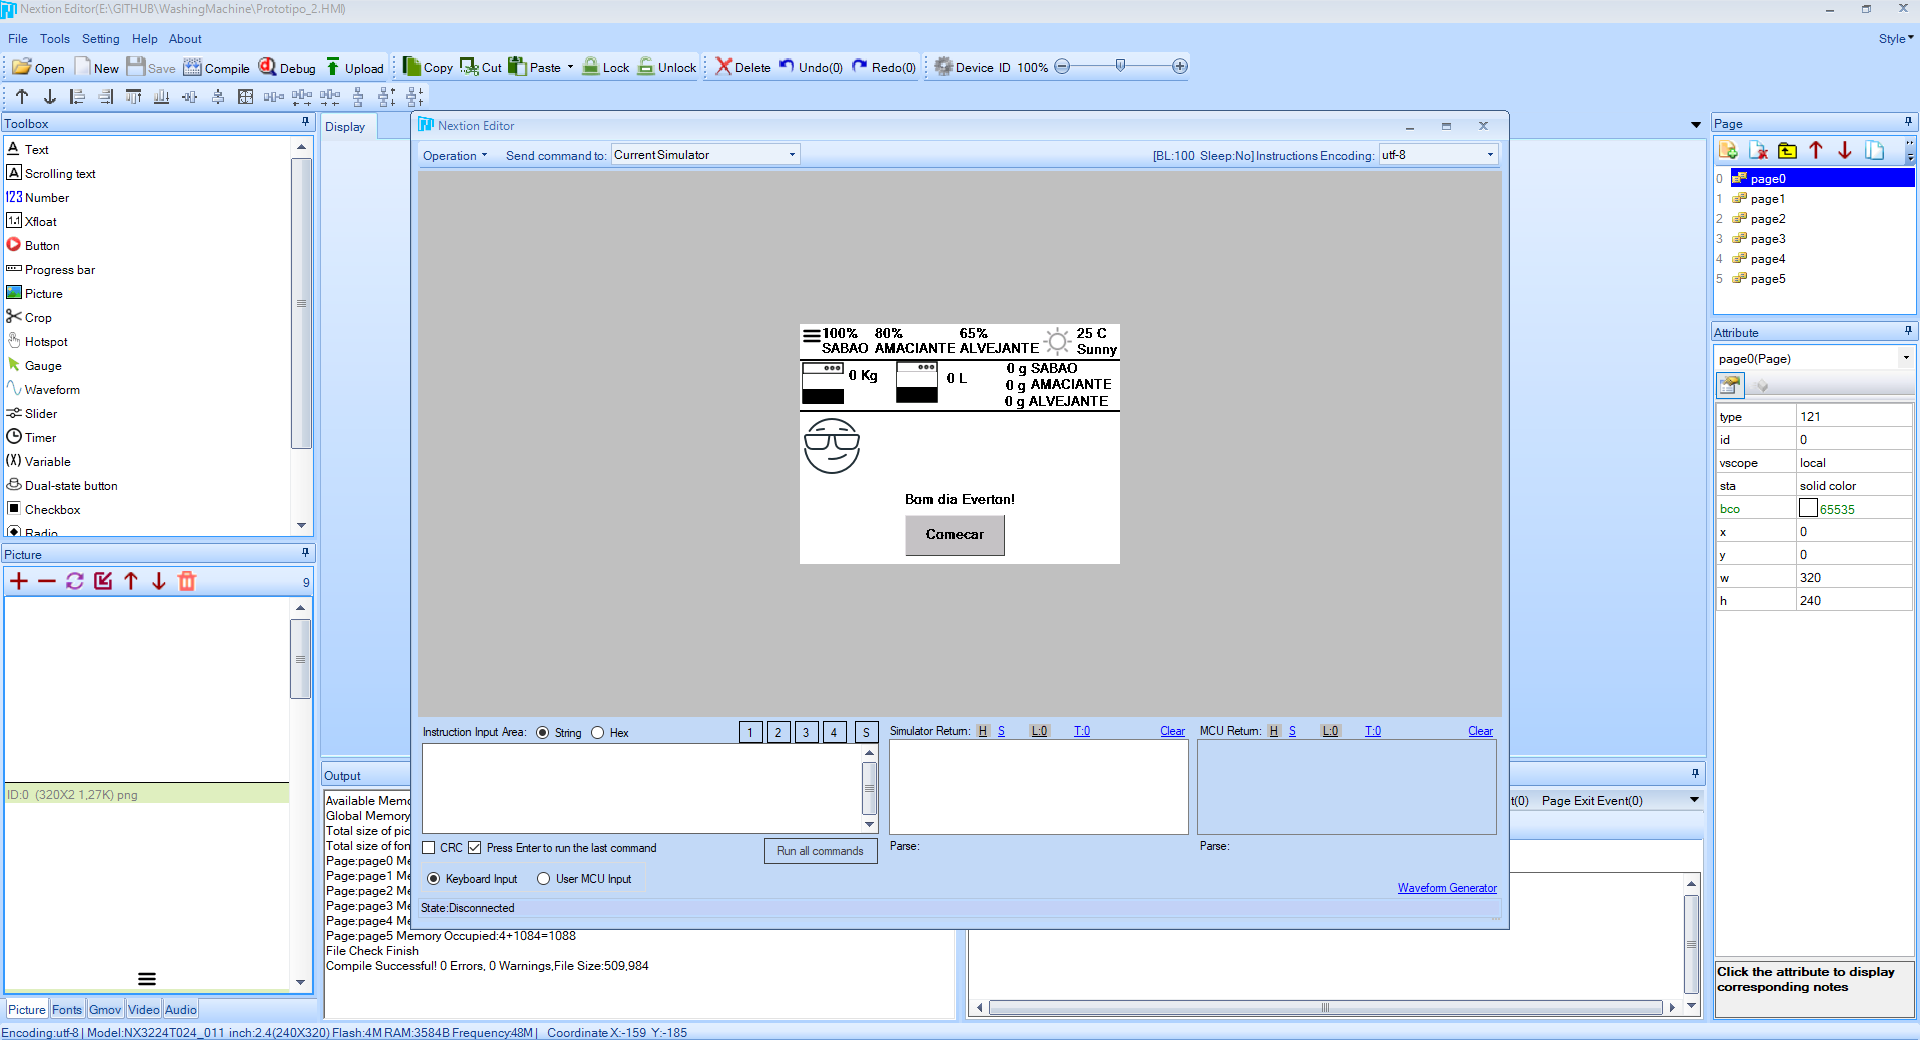 Nextion Editor(E:\GITHUB\WashingMachine\Prototipo_2.HMI)
File Tools Setting Help About
Style
Open New Save Compile Debug Upload Copy Cut Paste Lock Unlock Delete Undo(0) Redo(0) Device ID 100%
Toolbox
Text
Scrolling text
Number
Xfloat
Button
Progress bar
Picture
Crop
Hotspot
Gauge
Waveform
Slider
Timer
Variable
Dual-state button
Checkbox
Radio
Picture
9
ID:0 (320X2 1,27K) png
Picture Fonts Gmov Video Audio
Display
Nextion Editor
Operation Send command to: CurrentSimulator [BL:100 Sleep:No] Instructions Encoding: utf-8
100% 80% 65% 25 C
SABAO AMACIANTE ALVEJANTE Sunny
0 Kg 0 L
0 g SABAO
0 g AMACIANTE
0 g ALVEJANTE
Bom dia Everton!
Comecar
Instruction Input Area: String Hex 1 2 3 4 S
Simulator Return: H S L:0 T:0 Clear
MCU Return: H S L:0 T:0 Clear
CRC Press Enter to run the last command Run all commands
Parse:
Parse:
Keyboard Input User MCU Input
Waveform Generator
State:Disconnected
Output
Available Memo
Global Memory
Total size of pic
Total size of fon
Page:page0 Me
Page:page1 Me
Page:page2 Me
Page:page3 Me
Page:page4 Me
Page:page5 Memory Occupied:4+1084=1088
File Check Finish
Compile Successful! 0 Errors, 0 Warnings,File Size:509,984
t(0) Page Exit Event(0)
Page
0 page0
1 page1
2 page2
3 page3
4 page4
5 page5
Attribute
page0(Page)
type 121
id 0
vscope local
sta solid color
bco 65535
x 0
y 0
w 320
h 240
Click the attribute to display
corresponding notes
Encoding:utf-8 | Model:NX3224T024_011 inch:2.4(240X320) Flash:4M RAM:3584B Frequency:48M | Coordinate X:-159 Y:-185